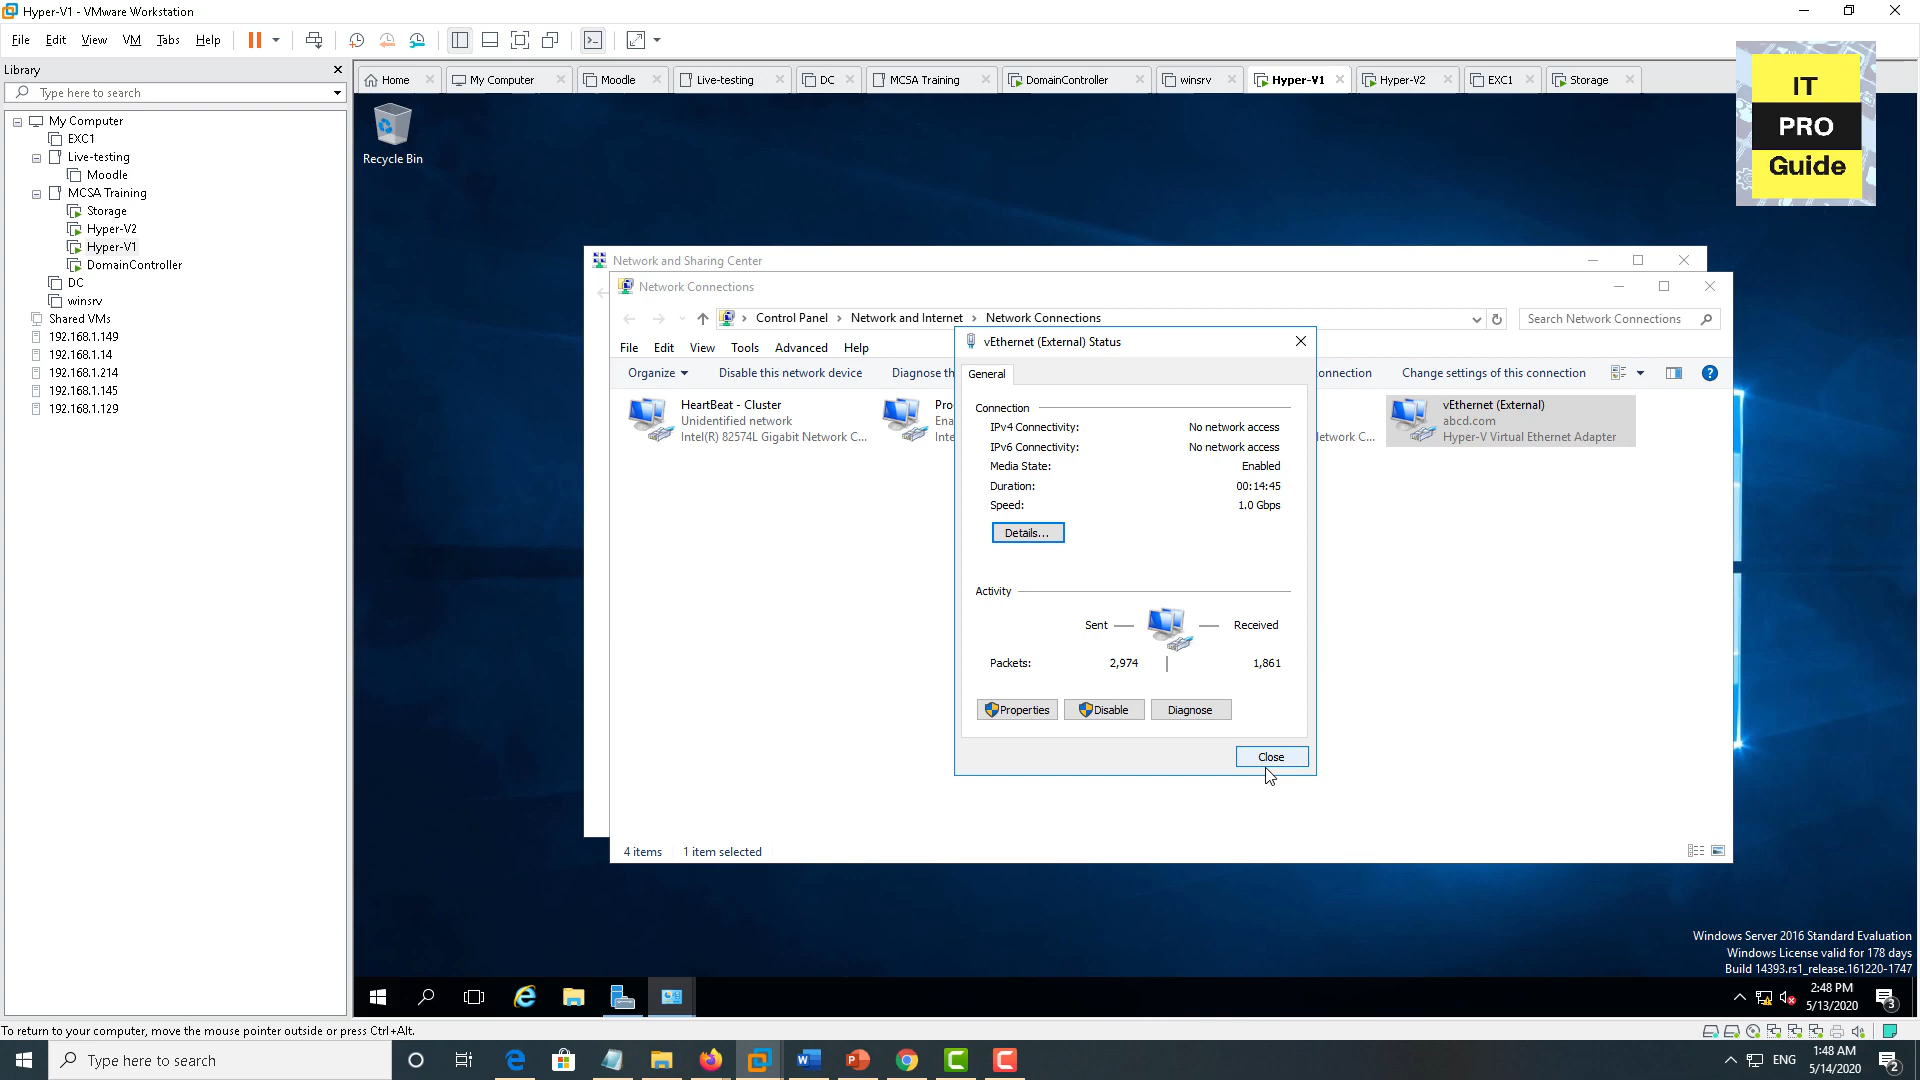 Hyper-V1 - VMware Workstation
File Edit View VM Tabs Help
Library
Type here to search
My Computer
EXC1
Live-testing
Moodle
MCSA Training
Storage
Hyper-V2
Hyper-V1
DomainController
DC
winsrv
Shared VMs
192.168.1.149
192.168.1.14
192.168.1.214
192.168.1.145
192.168.1.129
Home My Computer Moodle Live-testing DC MCSA Training DomainController winsrv Hyper-V1 Hyper-V2 EXC1 Storage
IT
PRO
Guide
Recycle Bin
Network and Sharing Center
Network Connections
Control Panel > Network and Internet > Network Connections
Search Network Connections
File Edit View Tools Advanced Help
Organize Disable this network device Diagnose th onnection Change settings of this connection
HeartBeat - Cluster
Unidentified network
Intel(R) 82574L Gigabit Network C...
Pro
Ena
Inte
etwork C...
vEthernet (External)
abcd.com
Hyper-V Virtual Ethernet Adapter
vEthernet (External) Status
General
Connection
IPv4 Connectivity: No network access
IPv6 Connectivity: No network access
Media State: Enabled
Duration: 00:14:45
Speed: 1.0 Gbps
Details...
Activity
Sent Received
Packets: 2,974 1,861
Properties Disable Diagnose
Close
4 items 1 item selected
Windows Server 2016 Standard Evaluation
Windows License valid for 178 days
Build 14393.rs1_release.161220-1747
2:48 PM
5/13/2020
3
To return to your computer, move the mouse pointer outside or press Ctrl+Alt.
Type here to search
ENG
1:48 AM
5/14/2020
2